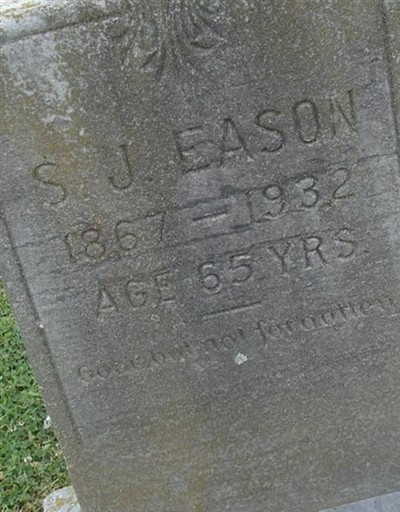 S J. EASON
1867 — 1932
AGE 65 YRS.
Gone but not forgotten